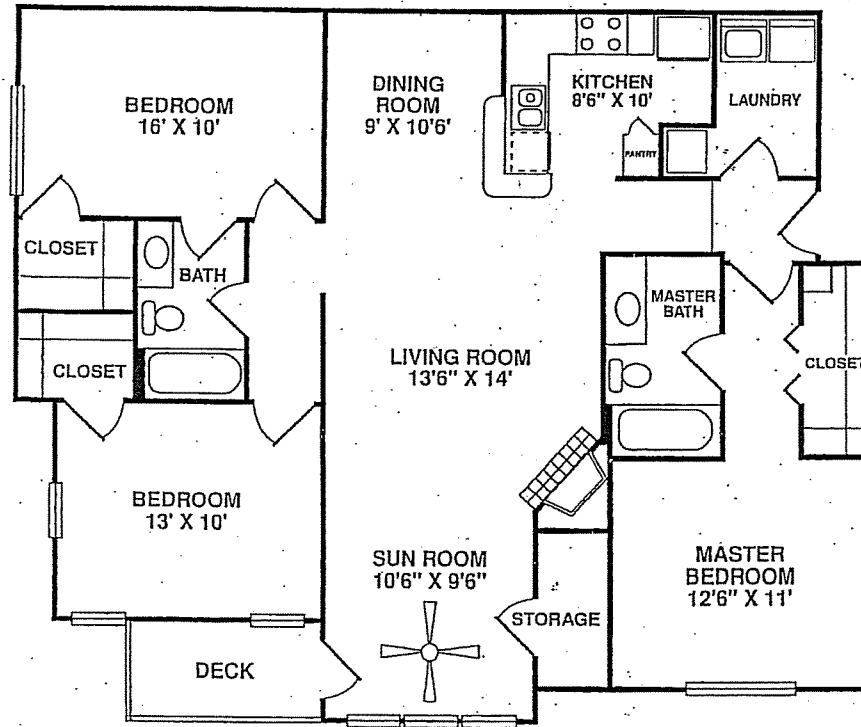 BEDROOM
16' X 10'
DINING
ROOM
9' X 10'6"
KITCHEN
8'6" X 10'
LAUNDRY
PANTRY
CLOSET
BATH
MASTER
BATH
LIVING ROOM
13'6" X 14'
CLOSET
CLOSET
BEDROOM
13' X 10'
SUN ROOM
10'6" X 9'6"
MASTER
BEDROOM
12'6" X 11'
STORAGE
DECK